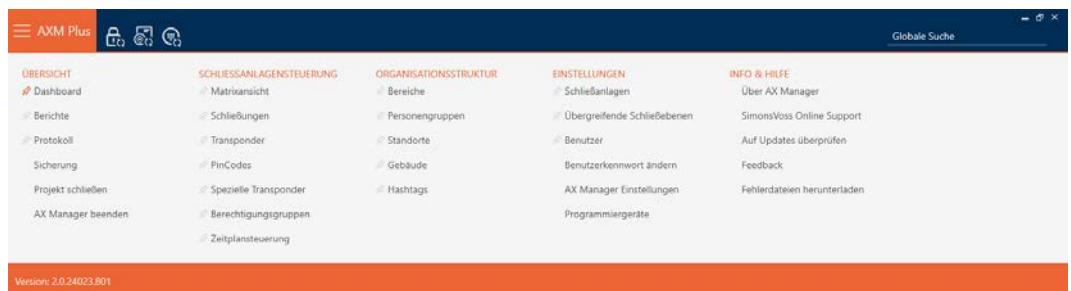 AXM Plus
Globale Suche
ÜBERSICHT
Dashboard
Berichte
Protokoll
Sicherung
Projekt schließen
AX Manager beenden
SCHLIESSANLAGENSTEUERUNG
Matrixansicht
Schließungen
Transponder
PinCodes
Spezielle Transponder
Berechtigungsgruppen
Zeitplansteuerung
ORGANISATIONSSTRUKTUR
Bereiche
Personengruppen
Standorte
Gebäude
Hashtags
EINSTELLUNGEN
Schließanlagen
Übergreifende Schließebenen
Benutzer
Benutzerkennwort ändern
AX Manager Einstellungen
Programmiergeräte
INFO & HILFE
Über AX Manager
SimonsVoss Online Support
Auf Updates überprüfen
Feedback
Fehlerdateien herunterladen
Version: 2.0.24023.801